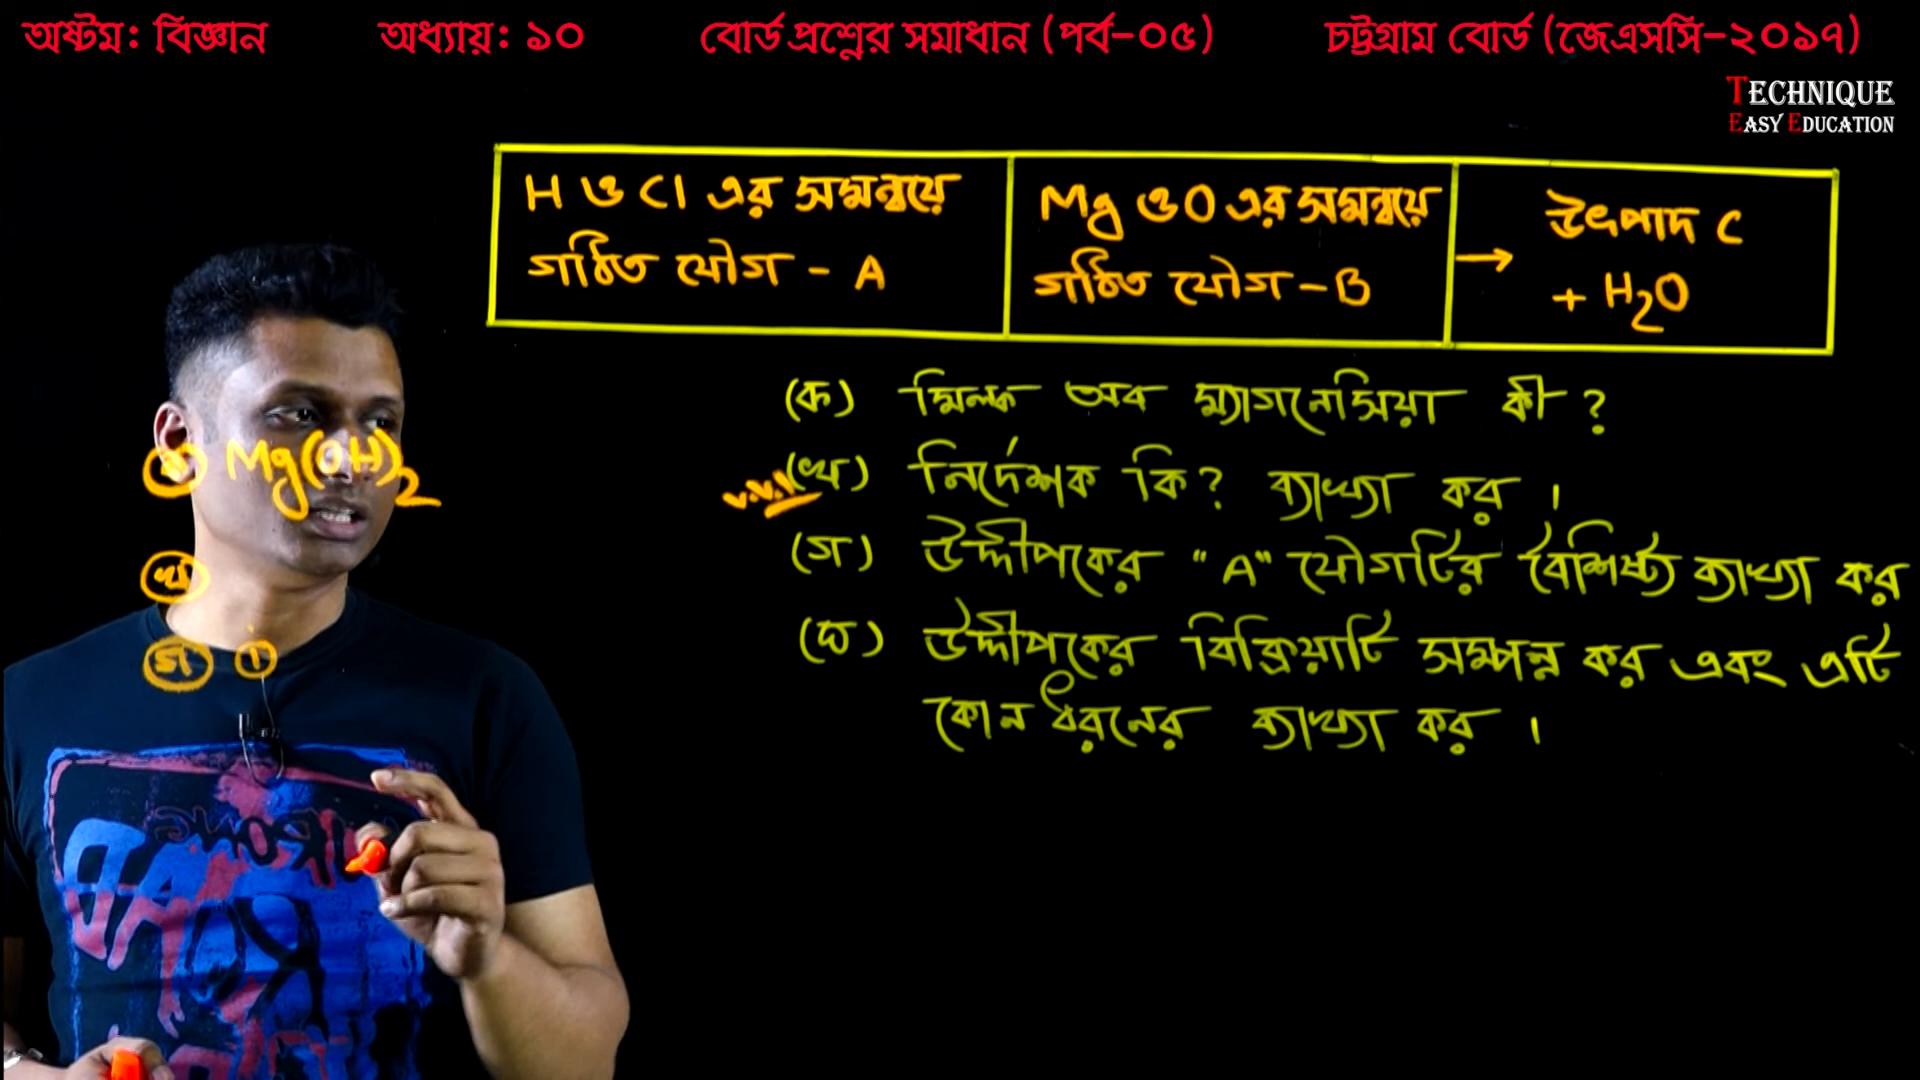 অষ্টম: বিজ্ঞান অধ্যায়: ১০ বোর্ড প্রশ্নের সমাধান (পর্ব-০৫) চট্টগ্রাম বোর্ড (জেএসসি-২০১৭)
TECHNIQUE
EASY EDUCATION
H ও Cl এর সমন্বয়ে
গঠিত যৌগ - A
Mg ও O এর সমন্বয়ে
গঠিত যৌগ - B
→ উৎপাদ C
+ H2O
(ক) মিল্ক অব ম্যাগনেসিয়া কী ?
(খ) নির্দেশক কি? ব্যাখ্যা কর ।
(গ) উদ্দীপকের "A" যৌগটির বৈশিষ্ট্য ব্যাখ্যা কর
(ঘ) উদ্দীপকের বিক্রিয়াটি সম্পন্ন কর এবং এটি
কোন ধরনের ব্যাখ্যা কর ।
v.v.i
ক Mg(OH)2
খ
গ i